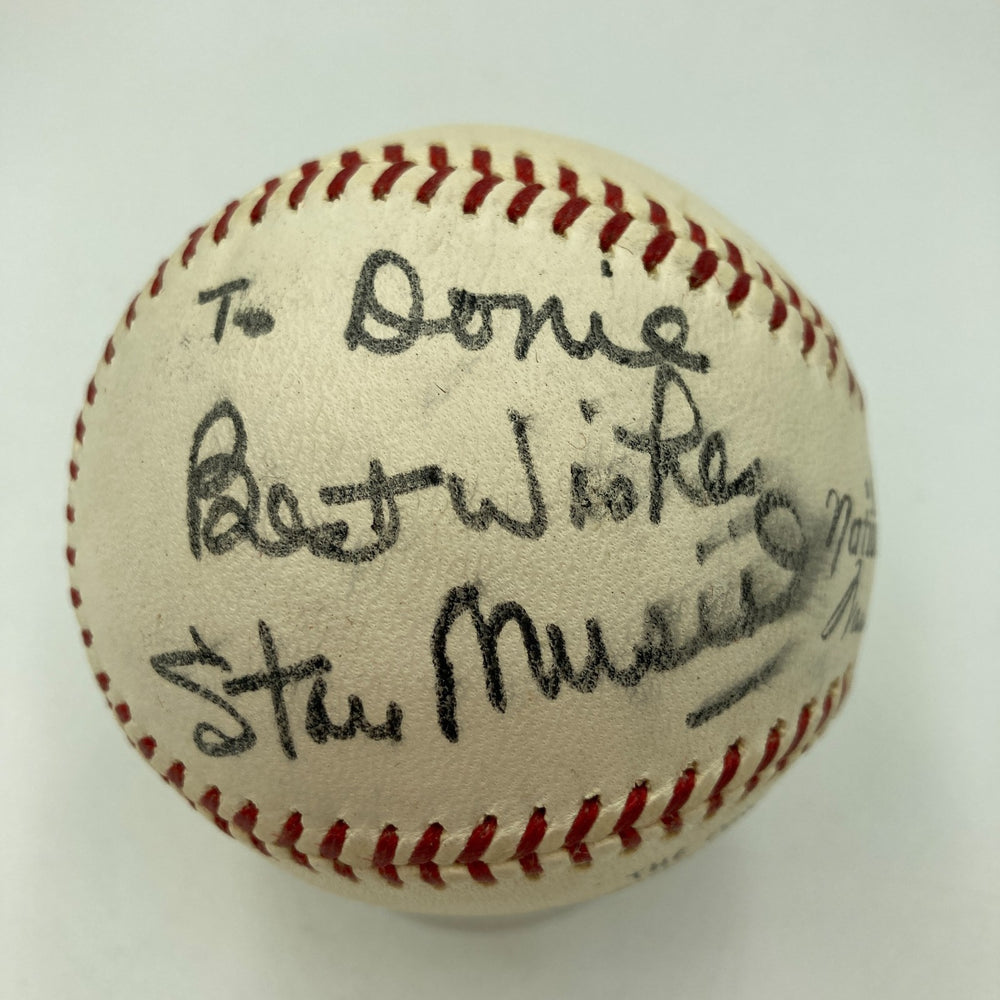 To Donie
Best Wishes
Stan Musial